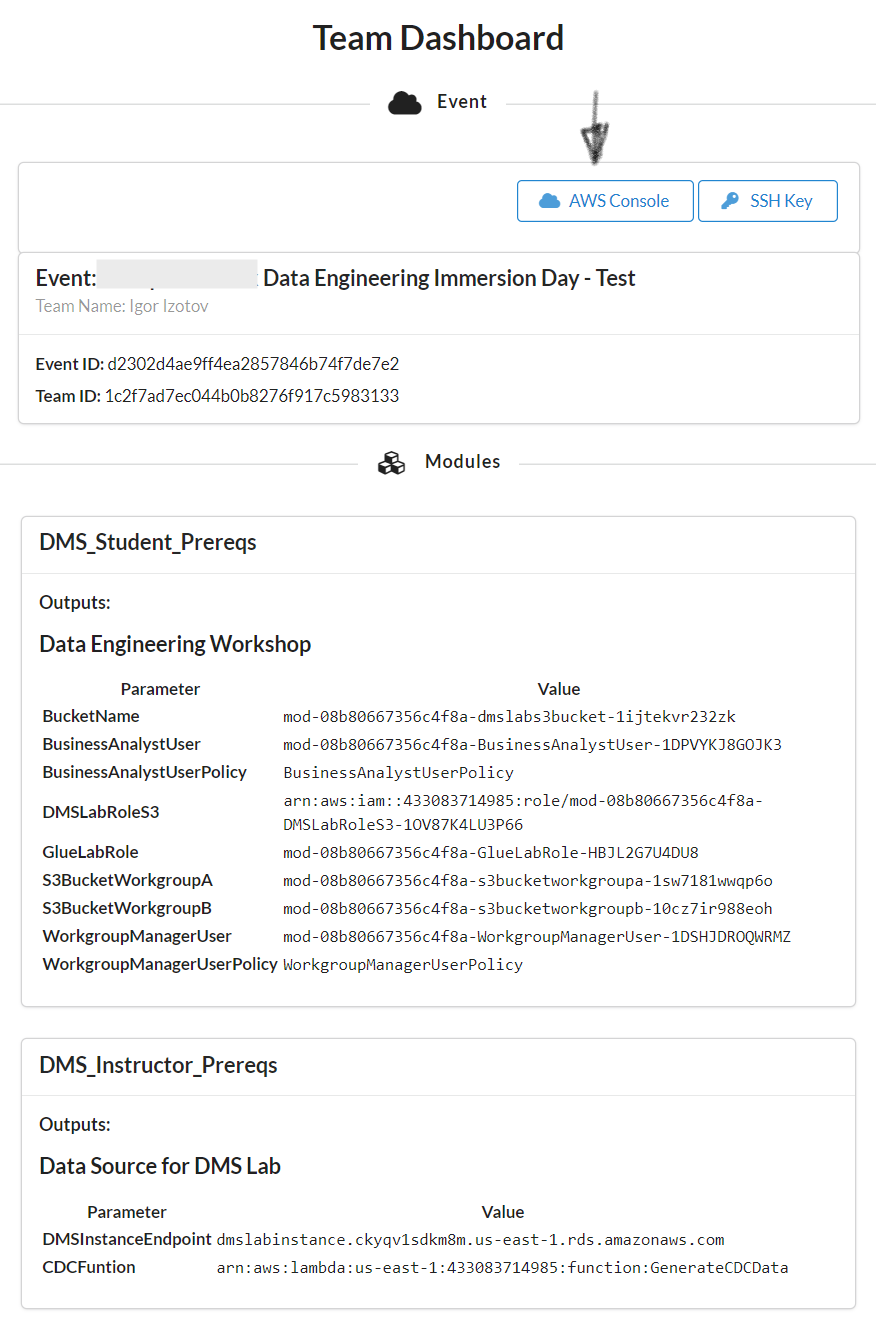 Team Dashboard
Event
AWS Console SSH Key
Event: Data Engineering Immersion Day - Test
Team Name: Igor Izotov
Event ID: d2302d4ae9ff4ea2857846b74f7de7e2
Team ID: 1c2f7ad7ec044b0b8276f917c5983133
Modules
DMS_Student_Prereqs
Outputs:
Data Engineering Workshop
Parameter Value
BucketName mod-08b80667356c4f8a-dmslabs3bucket-1ijtekvr232zk
BusinessAnalystUser mod-08b80667356c4f8a-BusinessAnalystUser-1DPVYKJ8GOJK3
BusinessAnalystUserPolicy BusinessAnalystUserPolicy
DMSLabRoleS3 arn:aws:iam::433083714985:role/mod-08b80667356c4f8a-
DMSLabRoleS3-1OV87K4LU3P66
GlueLabRole mod-08b80667356c4f8a-GlueLabRole-HBJL2G7U4DU8
S3BucketWorkgroupA mod-08b80667356c4f8a-s3bucketworkgroupa-1sw7181wwqp6o
S3BucketWorkgroupB mod-08b80667356c4f8a-s3bucketworkgroupb-10cz7ir988eoh
WorkgroupManagerUser mod-08b80667356c4f8a-WorkgroupManagerUser-1DSHJDROQWRMZ
WorkgroupManagerUserPolicy WorkgroupManagerUserPolicy
DMS_Instructor_Prereqs
Outputs:
Data Source for DMS Lab
Parameter Value
DMSInstanceEndpoint dmslabinstance.ckyqv1sdkm8m.us-east-1.rds.amazonaws.com
CDCFuntion arn:aws:lambda:us-east-1:433083714985:function:GenerateCDCData